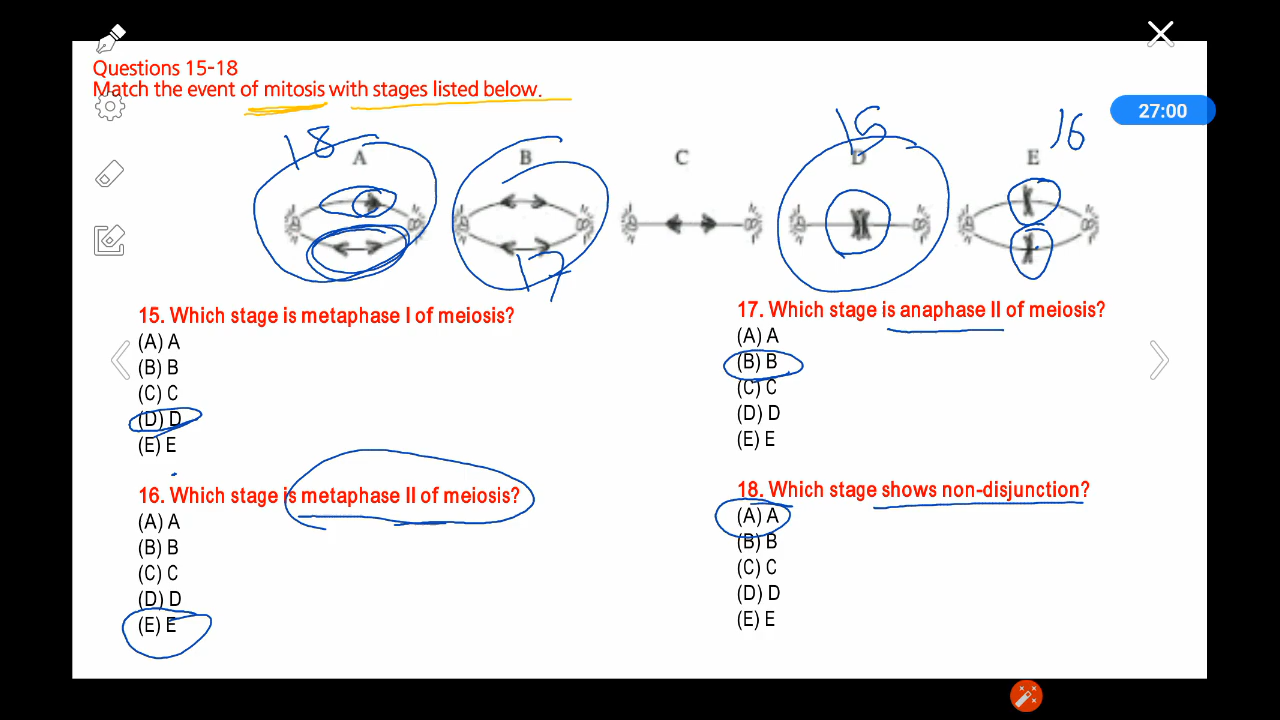 27:00
Questions 15-18
Match the event of mitosis with stages listed below.
18 15 16
A B C D E
17
15. Which stage is metaphase I of meiosis?
(A) A
(B) B
(C) C
(D) D
(E) E
16. Which stage is metaphase II of meiosis?
(A) A
(B) B
(C) C
(D) D
(E) E
17. Which stage is anaphase II of meiosis?
(A) A
(B) B
(C) C
(D) D
(E) E
18. Which stage shows non-disjunction?
(A) A
(B) B
(C) C
(D) D
(E) E